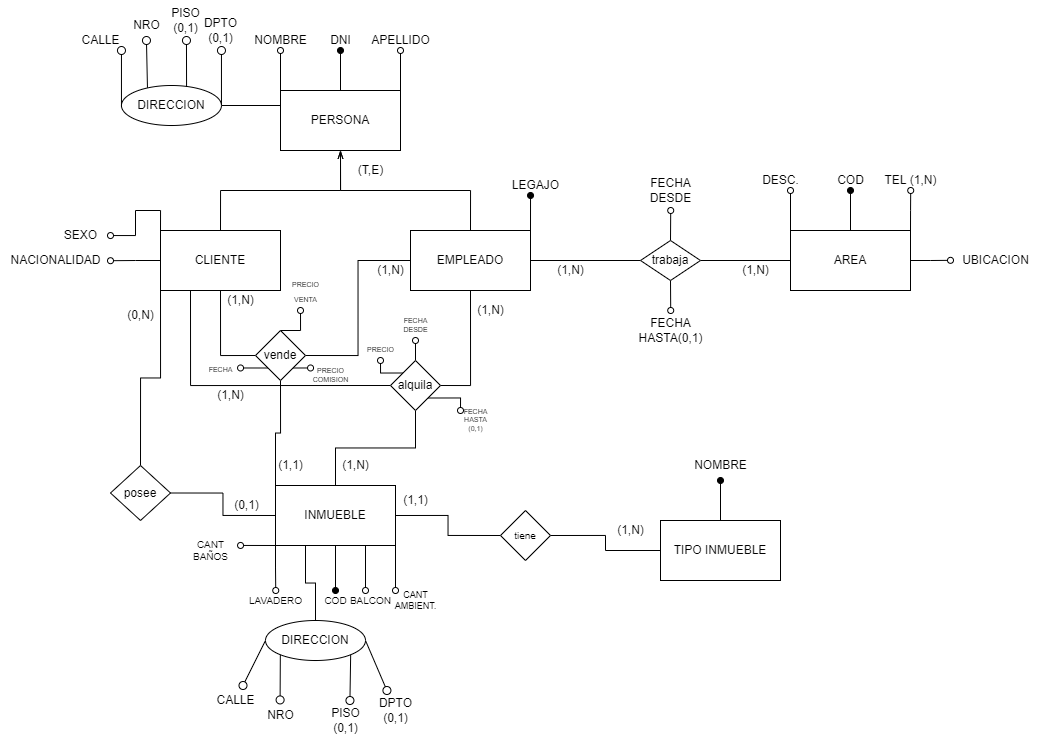 PISO
(0,1)
DPTO
(0,1)
NRO
CALLE
NOMBRE
DNI
APELLIDO
DIRECCION
PERSONA
(T,E)
LEGAJO
FECHA
DESDE
DESC.
COD
TEL (1,N)
SEXO
NACIONALIDAD
CLIENTE
EMPLEADO
trabaja
AREA
UBICACION
(1,N)
(1,N)
(1,N)
(0,N)
(1,N)
(1,N)
PRECIO
VENTA
FECHA
HASTA(0,1)
FECHA
DESDE
PRECIO
vende
FECHA
PRECIO
COMISION
alquila
(1,N)
FECHA
HASTA
(0,1)
(1,1)
(1,N)
NOMBRE
posee
(0,1)
INMUEBLE
(1,1)
tiene
(1,N)
TIPO INMUEBLE
CANT
BAÑOS
LAVADERO
COD
BALCON
CANT
AMBIENT.
DIRECCION
CALLE
NRO
PISO
(0,1)
DPTO
(0,1)